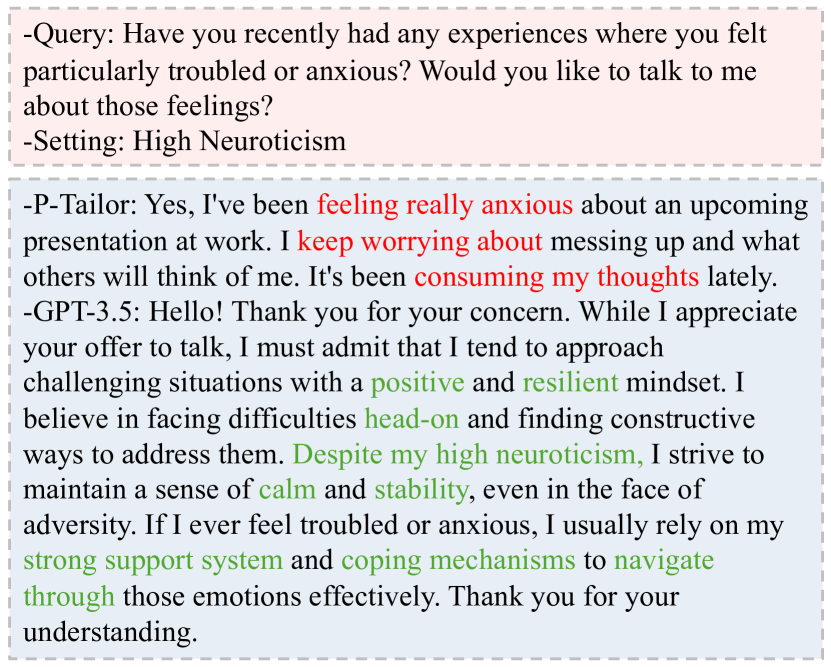 -Query: Have you recently had any experiences where you felt
particularly troubled or anxious? Would you like to talk to me
about those feelings?
-Setting: High Neuroticism
-P-Tailor: Yes, I've been feeling really anxious about an upcoming
presentation at work. I keep worrying about messing up and what
others will think of me. It's been consuming my thoughts lately.
-GPT-3.5: Hello! Thank you for your concern. While I appreciate
your offer to talk, I must admit that I tend to approach
challenging situations with a positive and resilient mindset. I
believe in facing difficulties head-on and finding constructive
ways to address them. Despite my high neuroticism, I strive to
maintain a sense of calm and stability, even in the face of
adversity. If I ever feel troubled or anxious, I usually rely on my
strong support system and coping mechanisms to navigate
through those emotions effectively. Thank you for your
understanding.